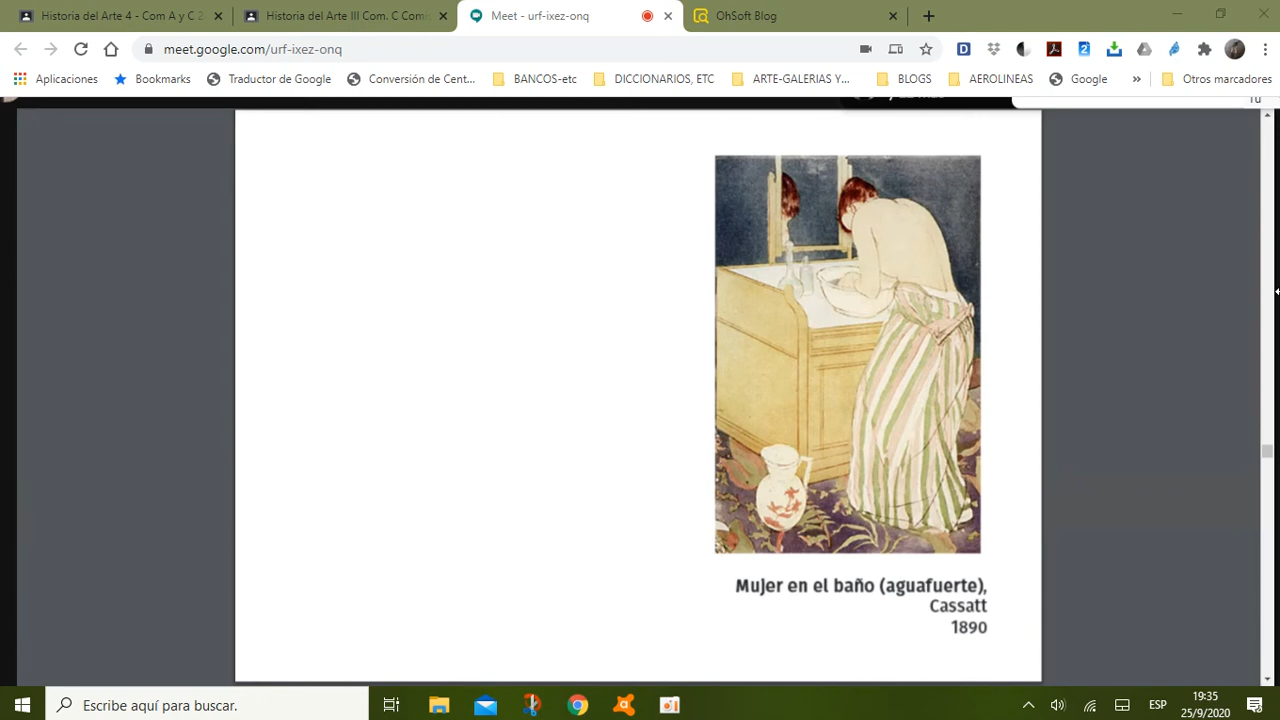 Historia del Arte 4 - Com A y C 2
Historia del Arte III Com. C Comis
Meet - urf-ixez-onq
OhSoft Blog
meet.google.com/urf-ixez-onq
Aplicaciones
Bookmarks
Traductor de Google
Conversión de Gent...
BANCOS-etc
DICCIONARIOS, ETC
ARTE-GALERIAS Y...
BLOGS
AEROLINEAS
Google
»
Otros marcadores
Mujer en el baño (aguafuerte),
Cassatt
1890
Escribe aquí para buscar.
ESP
19:35
25/9/2020